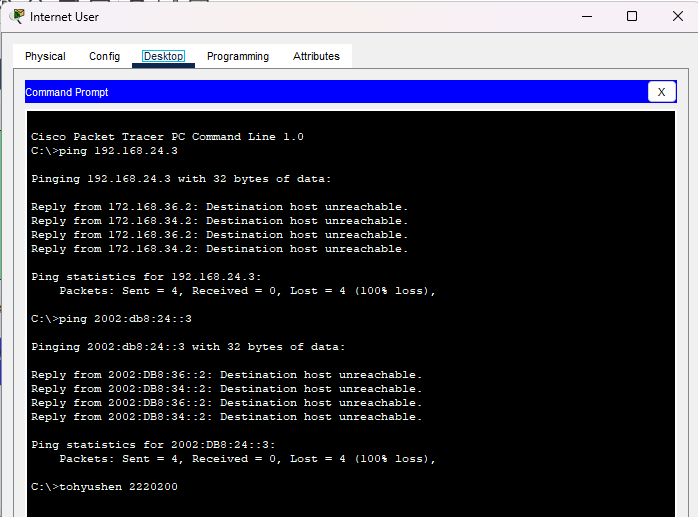 Internet User
Physical Config Desktop Programming Attributes
Command Prompt X
Cisco Packet Tracer PC Command Line 1.0
C:\>ping 192.168.24.3
Pinging 192.168.24.3 with 32 bytes of data:
Reply from 172.168.36.2: Destination host unreachable.
Reply from 172.168.34.2: Destination host unreachable.
Reply from 172.168.36.2: Destination host unreachable.
Reply from 172.168.34.2: Destination host unreachable.
Ping statistics for 192.168.24.3:
Packets: Sent = 4, Received = 0, Lost = 4 (100% loss),
C:\>ping 2002:db8:24::3
Pinging 2002:db8:24::3 with 32 bytes of data:
Reply from 2002:DB8:36::2: Destination host unreachable.
Reply from 2002:DB8:34::2: Destination host unreachable.
Reply from 2002:DB8:36::2: Destination host unreachable.
Reply from 2002:DB8:34::2: Destination host unreachable.
Ping statistics for 2002:DB8:24::3:
Packets: Sent = 4, Received = 0, Lost = 4 (100% loss),
C:\>tohyushen 2220200